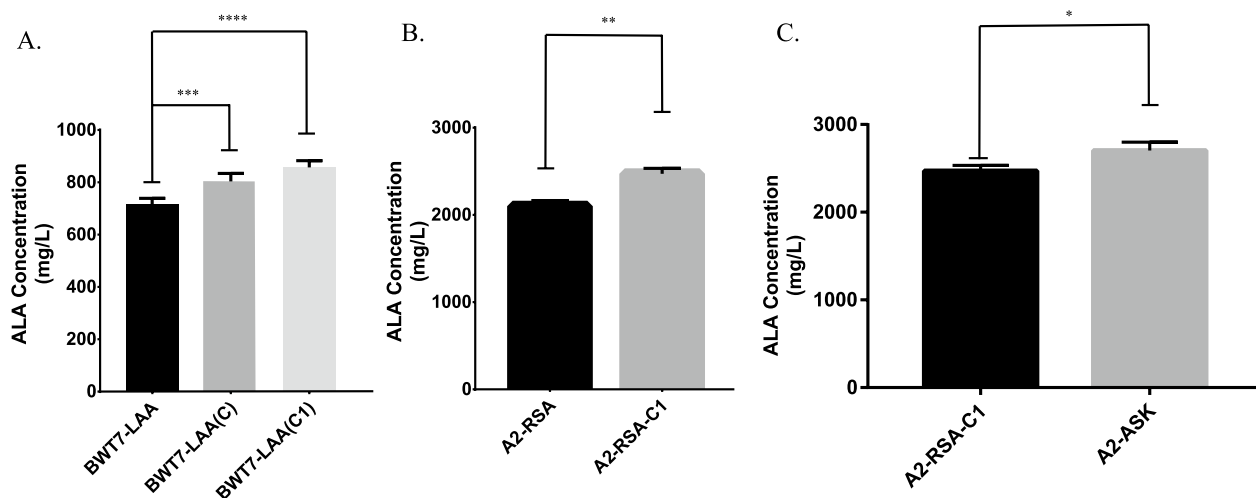 A.
****
***
ALA Concentration
(mg/L)
1000
800
600
400
200
0
BWT7-LAA
BWT7-LAA(C)
BWT7-LAA(C1)
B.
**
ALA Concentration
(mg/L)
3000
2000
1000
0
A2-RSA
A2-RSA-C1
C.
*
ALA Concentration
(mg/L)
3000
2000
1000
0
A2-RSA-C1
A2-ASK